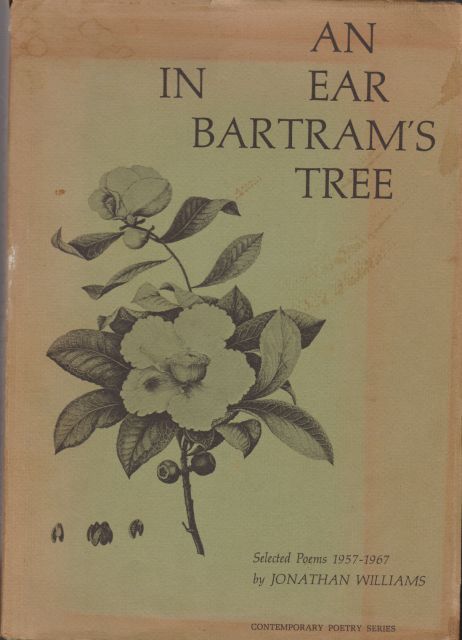 AN
IN EAR
BARTRAM'S
TREE
Selected Poems 1957-1967
by JONATHAN WILLIAMS
CONTEMPORARY POETRY SERIES